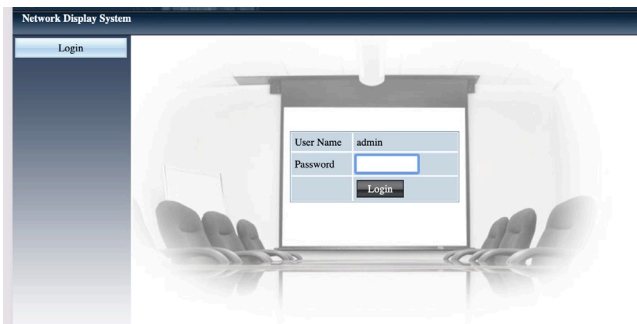 Network Display System
Login
User Name admin
Password
Login